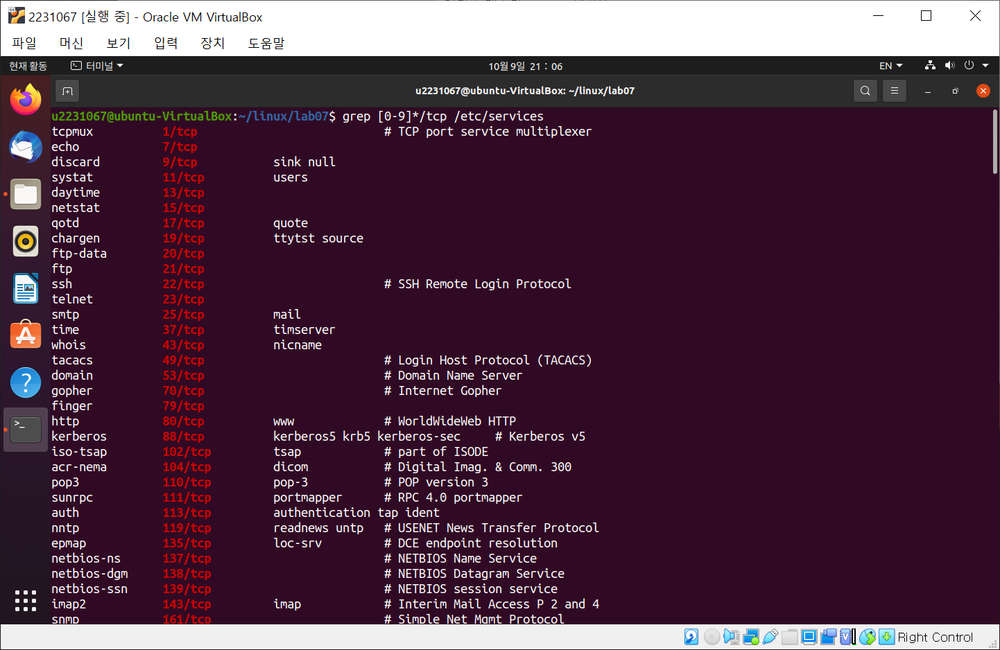 2231067 [실행 중] - Oracle VM VirtualBox
파일 머신 보기 입력 장치 도움말
현재 활동 터미널 10월 9일 21 : 06 EN
u2231067@ubuntu-VirtualBox: ~/linux/lab07
u2231067@ubuntu-VirtualBox:~/linux/lab07$ grep [0-9]*/tcp /etc/services
tcpmux 1/tcp # TCP port service multiplexer
echo 7/tcp
discard 9/tcp sink null
systat 11/tcp users
daytime 13/tcp
netstat 15/tcp
qotd 17/tcp quote
chargen 19/tcp ttytst source
ftp-data 20/tcp
ftp 21/tcp
ssh 22/tcp # SSH Remote Login Protocol
telnet 23/tcp
smtp 25/tcp mail
time 37/tcp timserver
whois 43/tcp nicname
tacacs 49/tcp # Login Host Protocol (TACACS)
domain 53/tcp # Domain Name Server
gopher 70/tcp # Internet Gopher
finger 79/tcp
http 80/tcp www # WorldWideWeb HTTP
kerberos 88/tcp kerberos5 krb5 kerberos-sec # Kerberos v5
iso-tsap 102/tcp tsap # part of ISODE
acr-nema 104/tcp dicom # Digital Imag. & Comm. 300
pop3 110/tcp pop-3 # POP version 3
sunrpc 111/tcp portmapper # RPC 4.0 portmapper
auth 113/tcp authentication tap ident
nntp 119/tcp readnews untp # USENET News Transfer Protocol
epmap 135/tcp loc-srv # DCE endpoint resolution
netbios-ns 137/tcp # NETBIOS Name Service
netbios-dgm 138/tcp # NETBIOS Datagram Service
netbios-ssn 139/tcp # NETBIOS session service
imap2 143/tcp imap # Interim Mail Access P 2 and 4
snmp 161/tcp # Simple Net Mgmt Protocol
Right Control